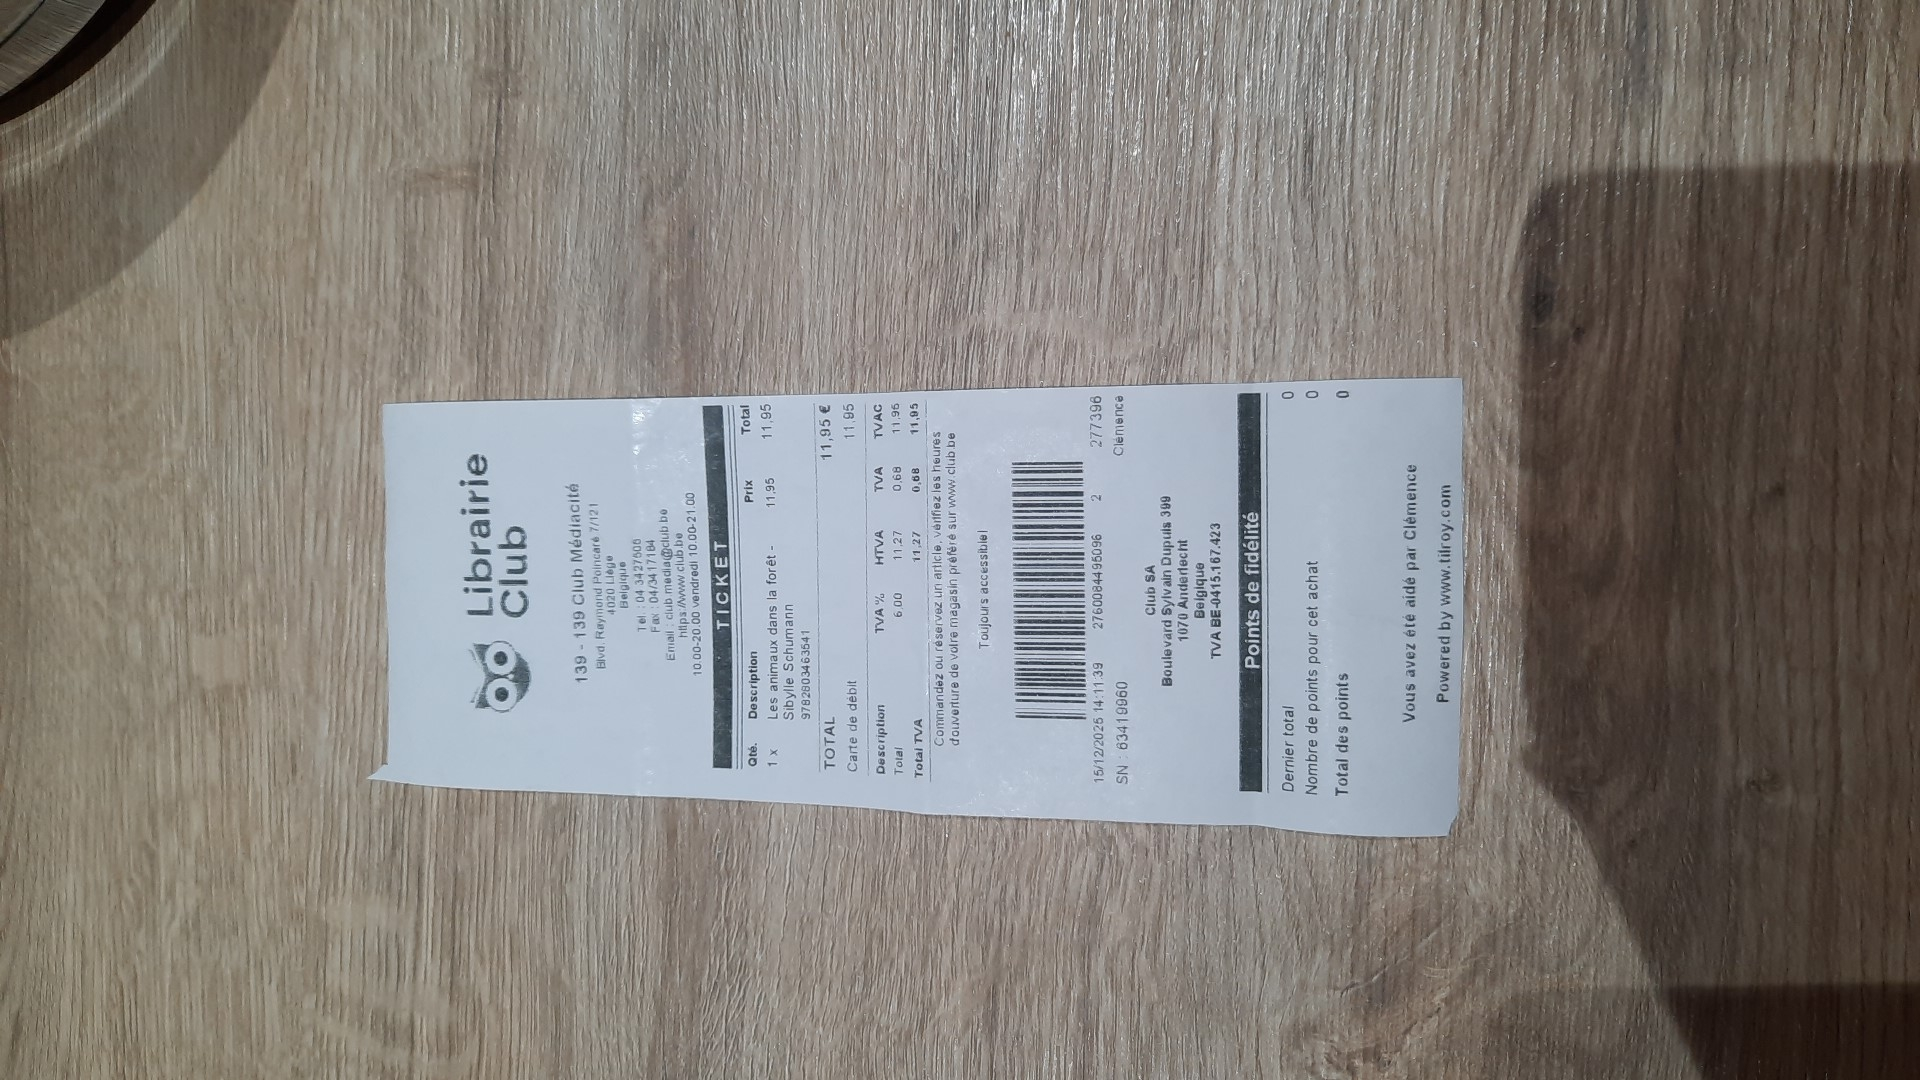 Librairie
Club
139 - 139 Club Médiacité
Blvd. Raymond Poincaré 7/121
4020 Liège
Belgique
Tel : 04 3427505
Fax : 04/3417164
Email : club.media@club.be
https://www.club.be
10.00-20.00 vendredi 10.00-21.00
TICKET
Qté. Description Prix Total
1 x Les animaux dans la forêt - 11,95 11,95
Sibylle Schumann
9782803463541
TOTAL 11,95 €
Carte de débit 11,95
Description TVA % HTVA TVA TVAC
Total 6,00 11,27 0,68 11,95
Total TVA 11,27 0,68 11,95
Commandez ou réservez un article, vérifiez les heures
d'ouverture de votre magasin préféré sur www.club.be
Toujours accessible!
15/12/2025 14:11:39 2760084495096 2 277396
SN : 63419960 Clémence
Club SA
Boulevard Sylvain Dupuis 399
1070 Anderlecht
Belgique
TVA BE-0415.167.423
Points de fidélité
Dernier total 0
Nombre de points pour cet achat 0
Total des points 0
Vous avez été aidé par Clémence
Powered by www.tilroy.com